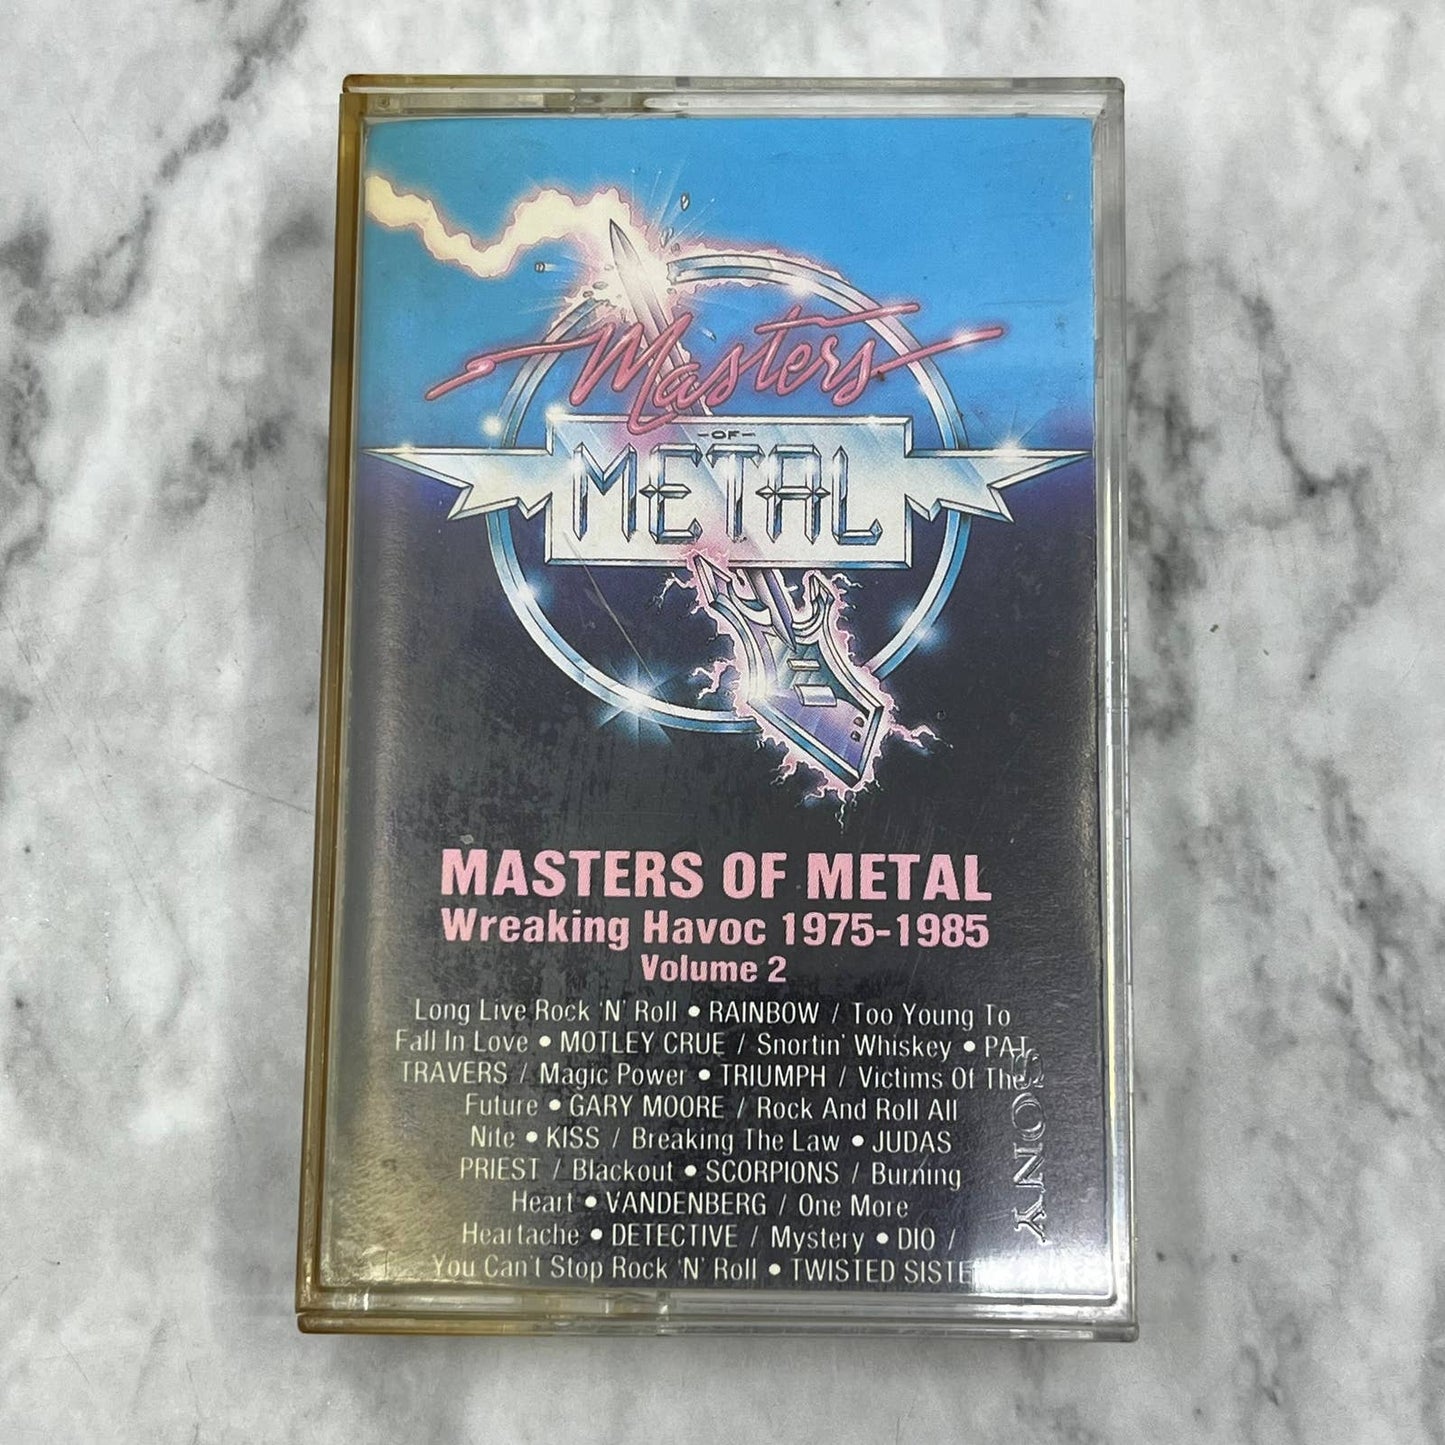 Masters
-OF-
METAL
MASTERS OF METAL
Wreaking Havoc 1975-1985
Volume 2
Long Live Rock 'N' Roll • RAINBOW / Too Young To
Fall In Love • MOTLEY CRUE / Snortin' Whiskey • PAT
TRAVERS / Magic Power • TRIUMPH / Victims Of The
Future • GARY MOORE / Rock And Roll All
Nite • KISS / Breaking The Law • JUDAS
PRIEST / Blackout • SCORPIONS / Burning
Heart • VANDENBERG / One More
Heartache • DETECTIVE / Mystery • DIO /
You Can't Stop Rock 'N' Roll • TWISTED SISTE
SONY